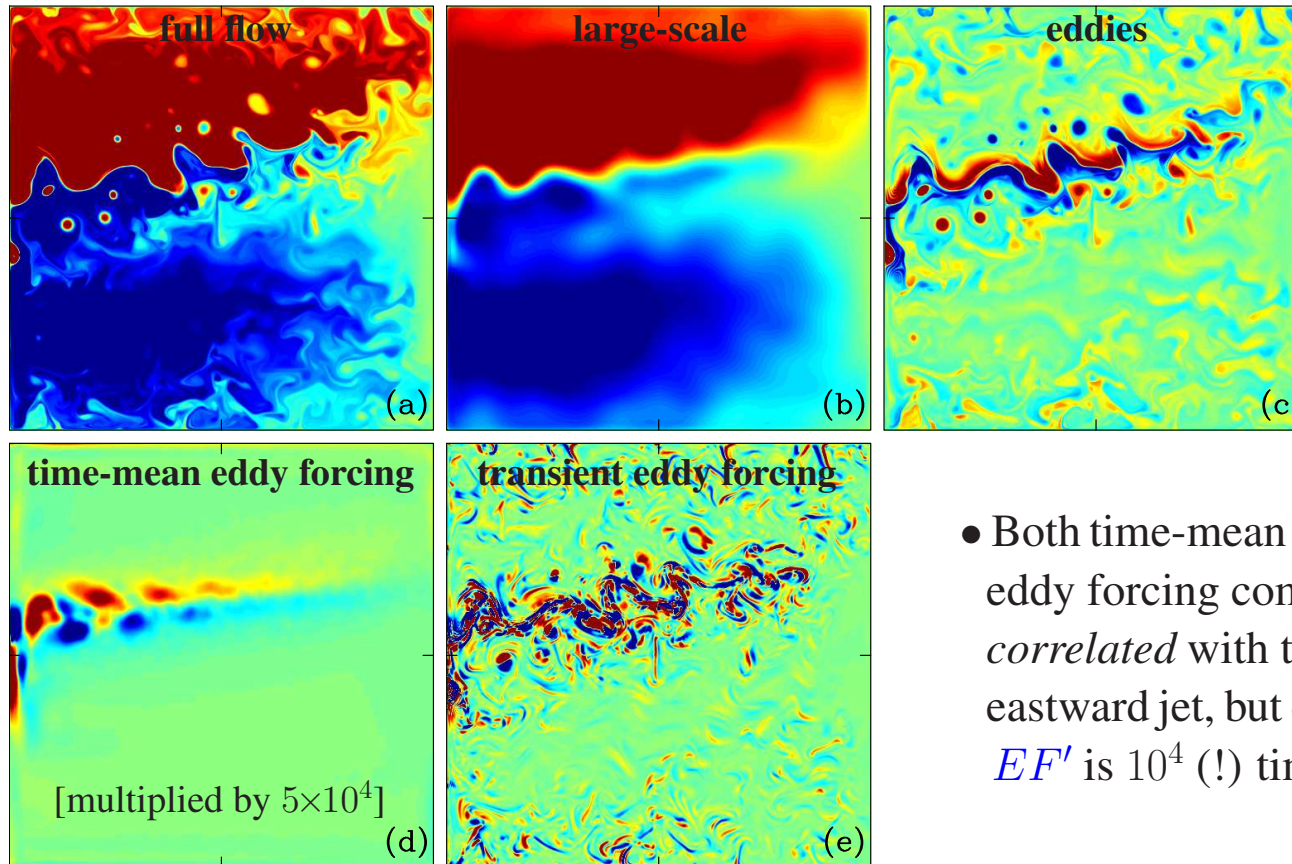 full flow
large-scale
eddies
(a)
(b)
(c
time-mean eddy forcing
transient eddy forcing
[multiplied by 5×10⁴]
(d)
(e)
• Both time-mean
eddy forcing con
correlated with t
eastward jet, but
EF′ is 10⁴ (!) tim